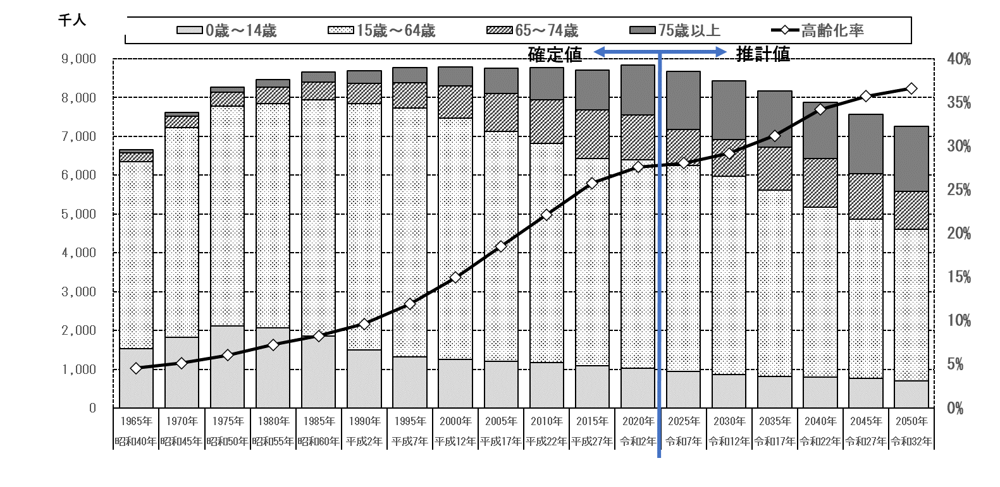 千人
0歳～14歳 15歳～64歳 65～74歳 75歳以上 高齢化率
確定値 推計値
9,000 40%
8,000 35%
7,000 30%
6,000 25%
5,000 20%
4,000 15%
3,000 10%
2,000 5%
1,000 0%
0
1965年 1970年 1975年 1980年 1985年 1990年 1995年 2000年 2005年 2010年 2015年 2020年 2025年 2030年 2035年 2040年 2045年 2050年
昭和40年 昭和45年 昭和50年 昭和55年 昭和60年 平成2年 平成7年 平成12年 平成17年 平成22年 平成27年 令和2年 令和7年 令和12年 令和17年 令和22年 令和27年 令和32年